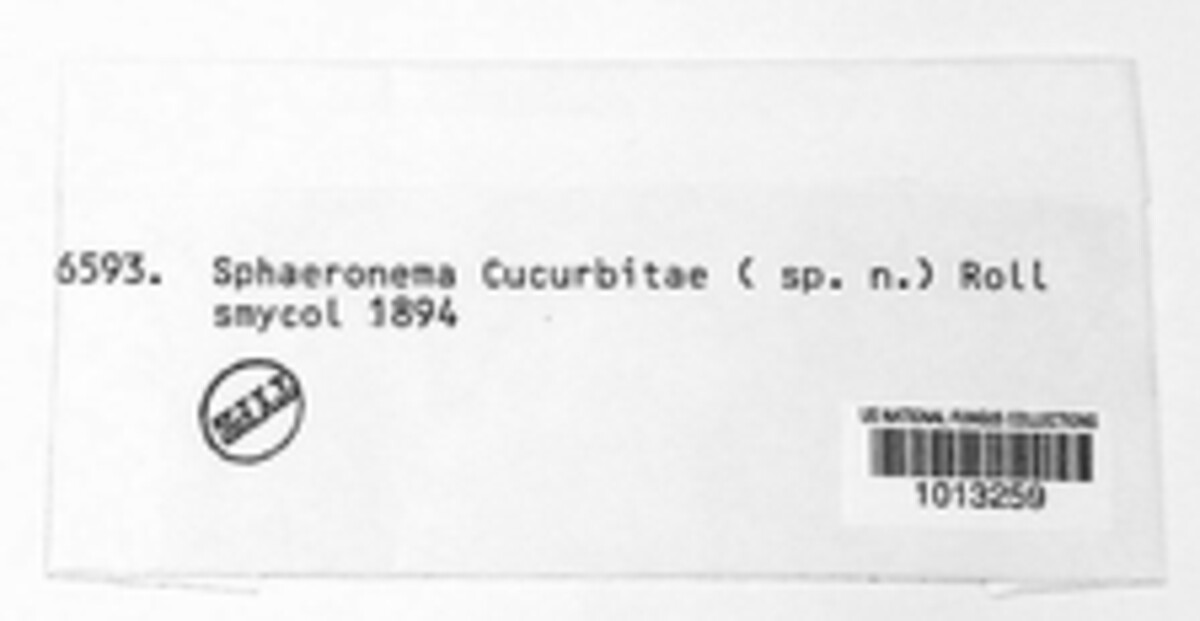 6593. Sphaeronema Cucurbitae ( sp. n.) Roll
smycol 1894
US NATIONAL FUNGUS COLLECTIONS
1013259